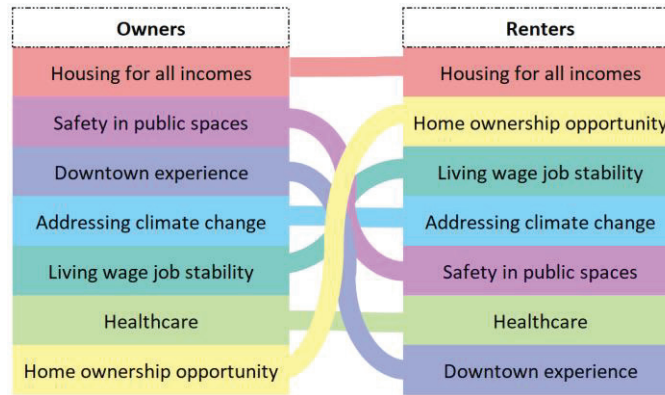 Owners
Renters
Housing for all incomes
Housing for all incomes
Safety in public spaces
Home ownership opportunity
Downtown experience
Living wage job stability
Addressing climate change
Addressing climate change
Living wage job stability
Safety in public spaces
Healthcare
Healthcare
Home ownership opportunity
Downtown experience